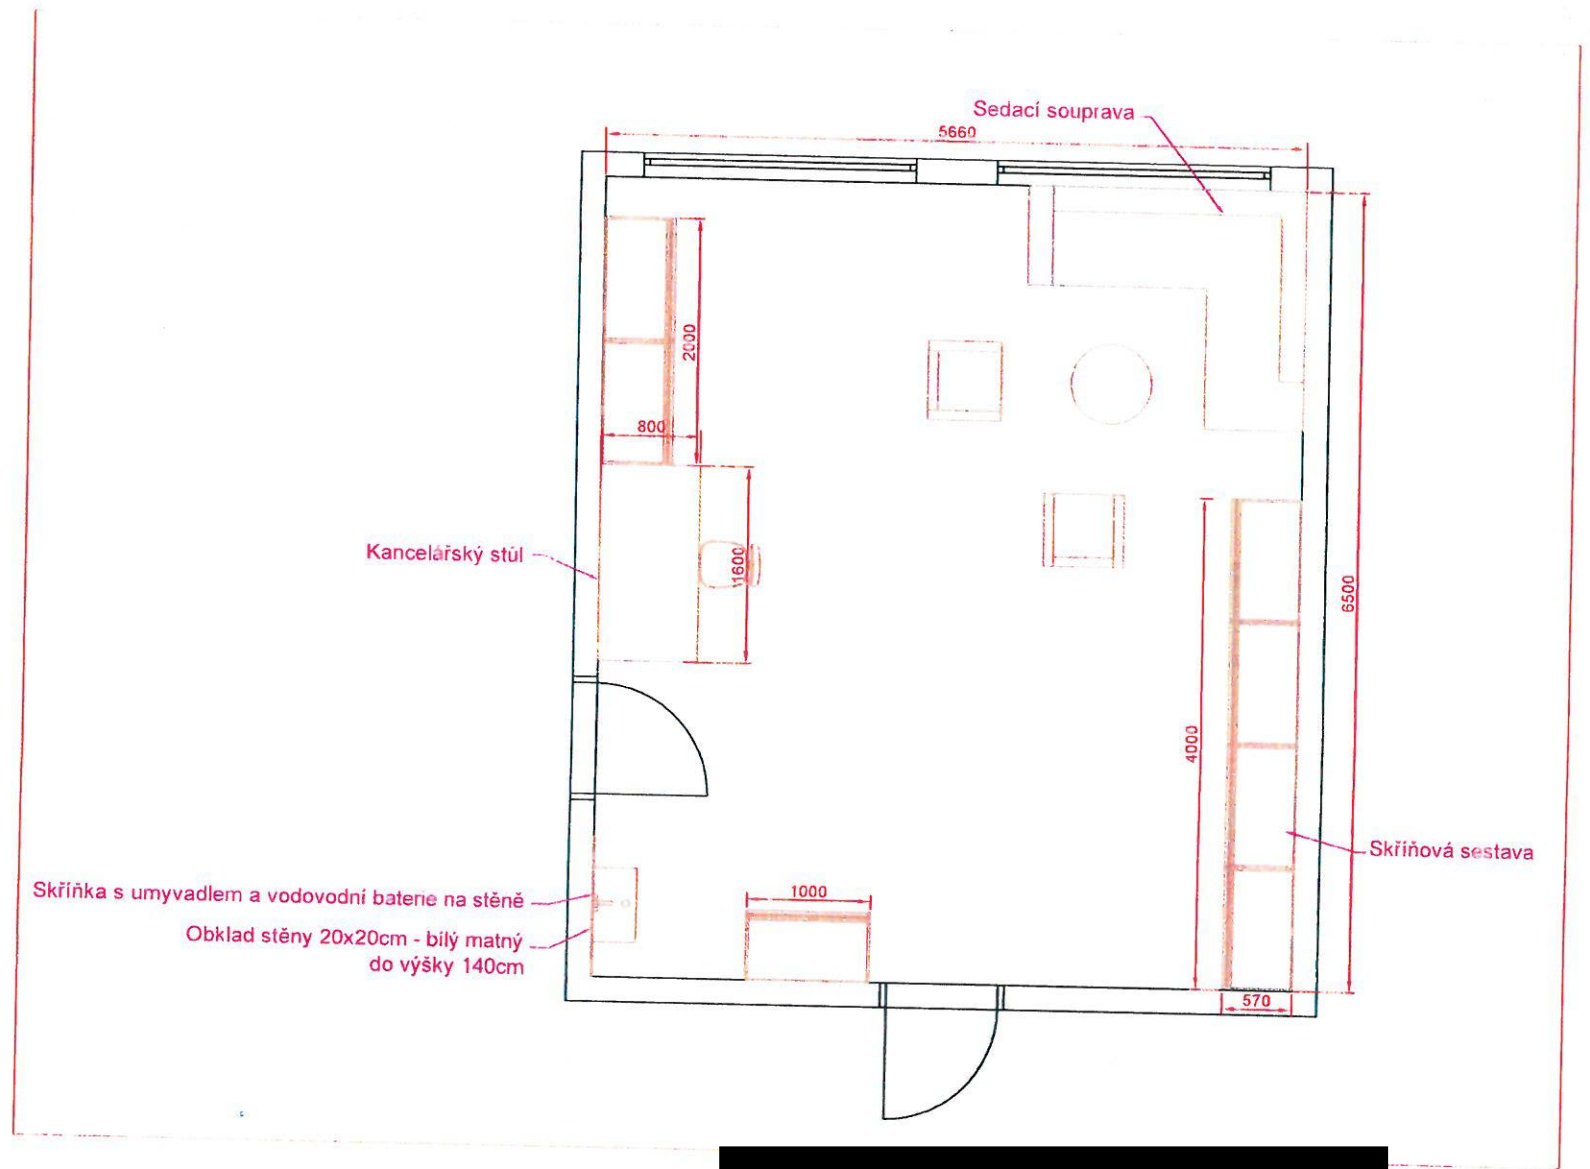 Sedací souprava
5660
2000
800
Kancelářský stůl
1600
6500
4000
Skříňová sestava
1000
Skříňka s umyvadlem a vodovodní baterie na stěně
Obklad stěny 20x20cm - bílý matný
do výšky 140cm
570